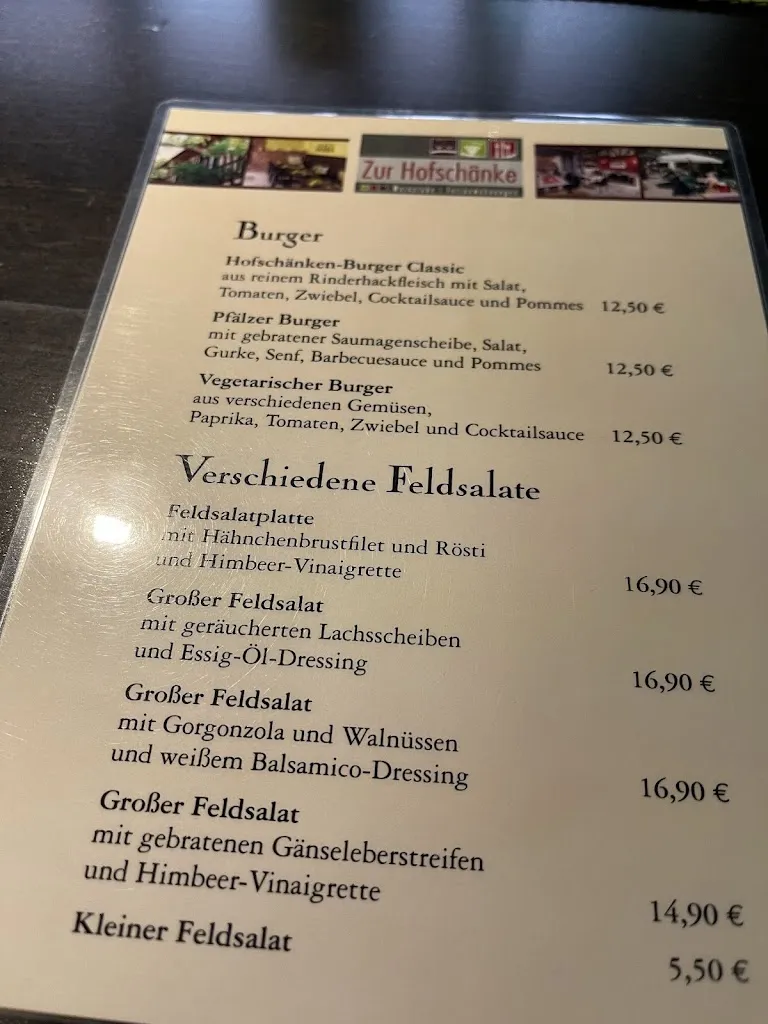 Zur Hofschänke
Burger
Hofschänken-Burger Classic
aus reinem Rinderhackfleisch mit Salat,
Tomaten, Zwiebel, Cocktailsauce und Pommes 12,50 €
Pfälzer Burger
mit gebratener Saumagenscheibe, Salat,
Gurke, Senf, Barbecuesauce und Pommes 12,50 €
Vegetarischer Burger
aus verschiedenen Gemüsen,
Paprika, Tomaten, Zwiebel und Cocktailsauce 12,50 €
Verschiedene Feldsalate
Feldsalatplatte
mit Hähnchenbrustfilet und Rösti
und Himbeer-Vinaigrette 16,90 €
Großer Feldsalat
mit geräucherten Lachsscheiben
und Essig-Öl-Dressing 16,90 €
Großer Feldsalat
mit Gorgonzola und Walnüssen
und weißem Balsamico-Dressing 16,90 €
Großer Feldsalat
mit gebratenen Gänseleberstreifen
und Himbeer-Vinaigrette 14,90 €
Kleiner Feldsalat 5,50 €